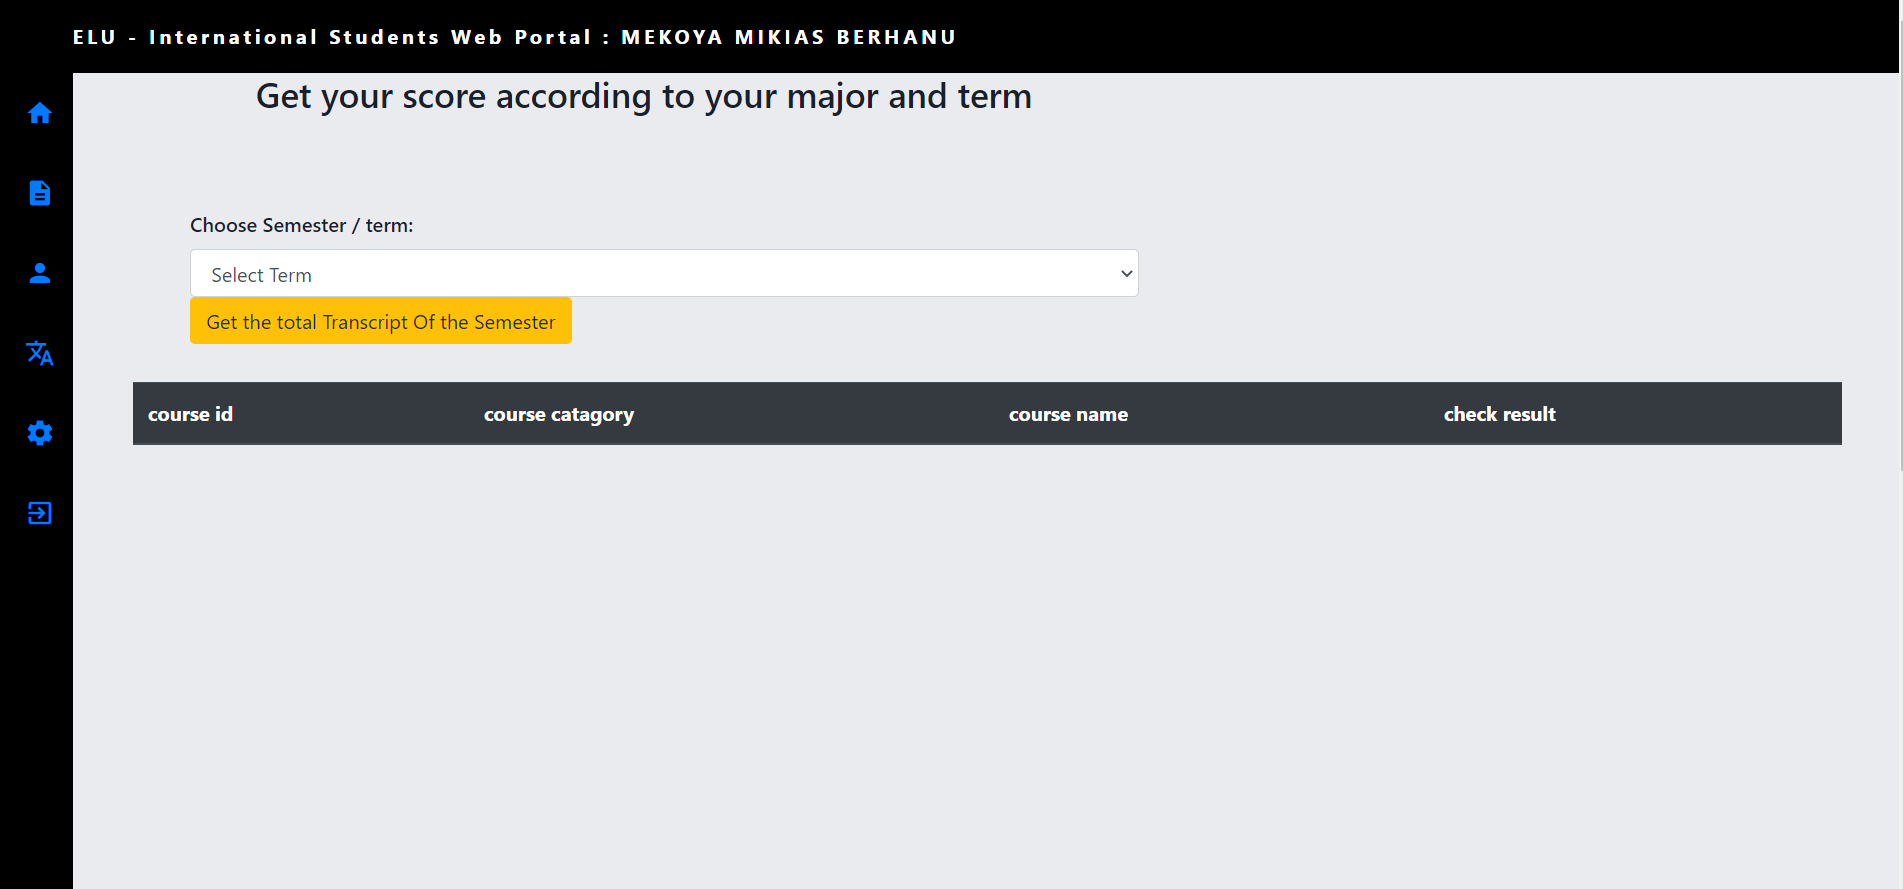 ELU - International Students Web Portal : MEKOYA MIKIAS BERHANU
Get your score according to your major and term
Choose Semester / term:
Select Term
Get the total Transcript Of the Semester
course id course catagory course name check result